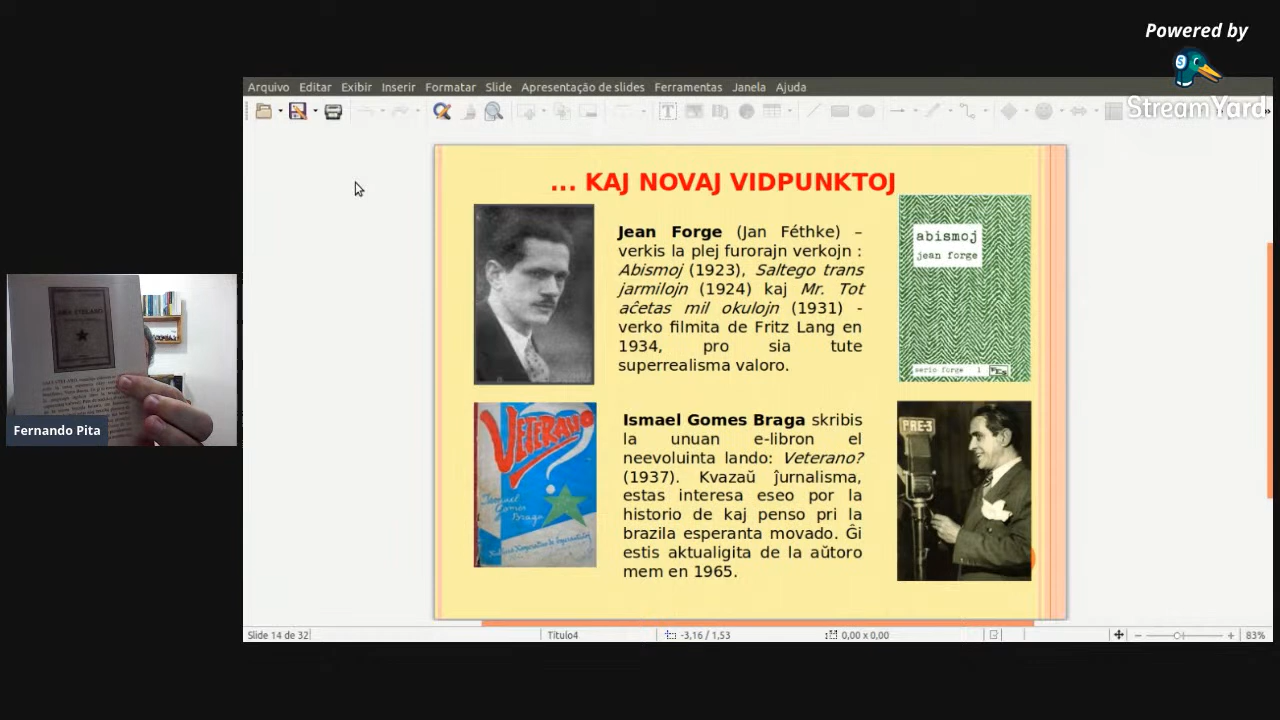 Powered by
StreamYard
Arquivo Editar Exibir Inserir Formatar Slide Apresentação de slides Ferramentas Janela Ajuda
... KAJ NOVAJ VIDPUNKTOJ
Jean Forge (Jan Féthke) –
verkis la plej furorajn verkojn :
Abismoj (1923), Saltego trans
jarmilojn (1924) kaj Mr. Tot
aĉetas mil okulojn (1931) -
verko filmita de Fritz Lang en
1934, pro sia tute
superrealisma valoro.
abismoj
jean forge
serio forge 1
VETERANO?
Ismael
Gomes
Braga
Ismael Gomes Braga skribis
la unuan e-libron el
neevoluinta lando: Veterano?
(1937). Kvazaŭ ĵurnalisma,
estas interesa eseo por la
historio de kaj penso pri la
brazila esperanta movado. Ĝi
estis aktualigita de la aŭtoro
mem en 1965.
PRE-3
Fernando Pita
Slide 14 de 32
Título4
-3,16 / 1,53
0,00 x 0,00
83%